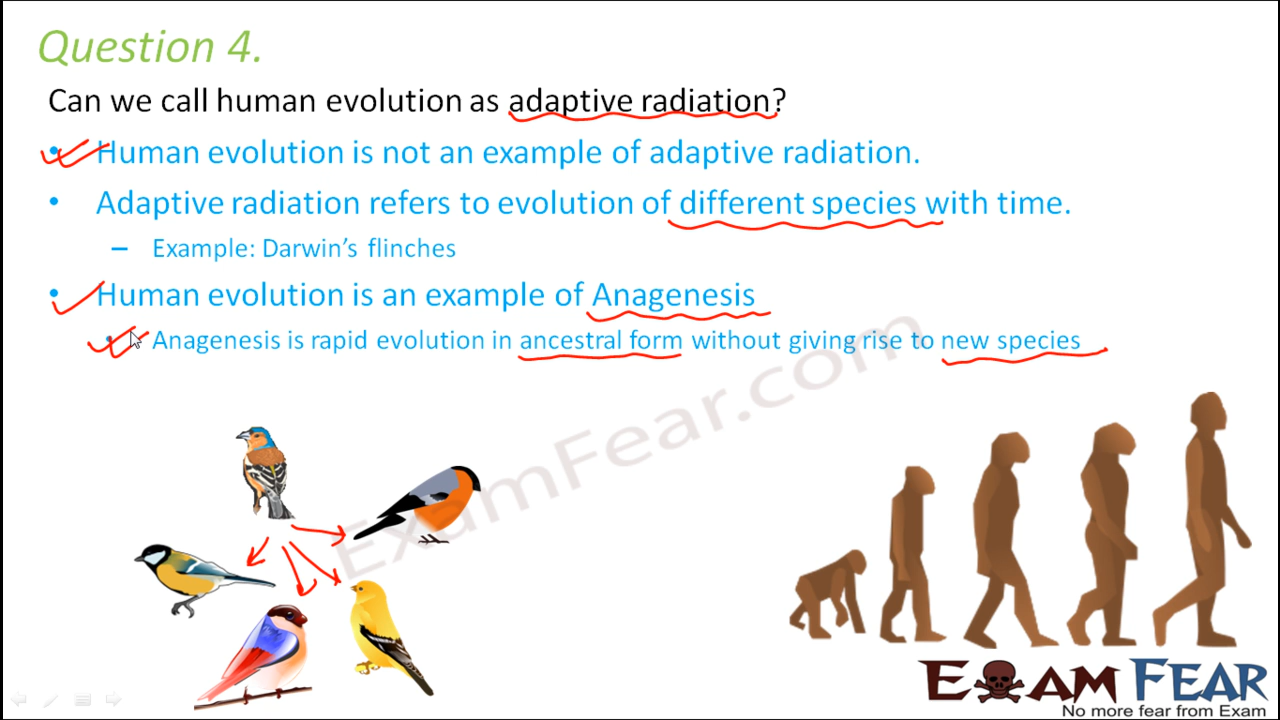 Question 4.
Can we call human evolution as adaptive radiation?
• Human evolution is not an example of adaptive radiation.
• Adaptive radiation refers to evolution of different species with time.
– Example: Darwin's flinches
• Human evolution is an example of Anagenesis
• Anagenesis is rapid evolution in ancestral form without giving rise to new species
ExamFear.com
EXAM FEAR
No more fear from Exam